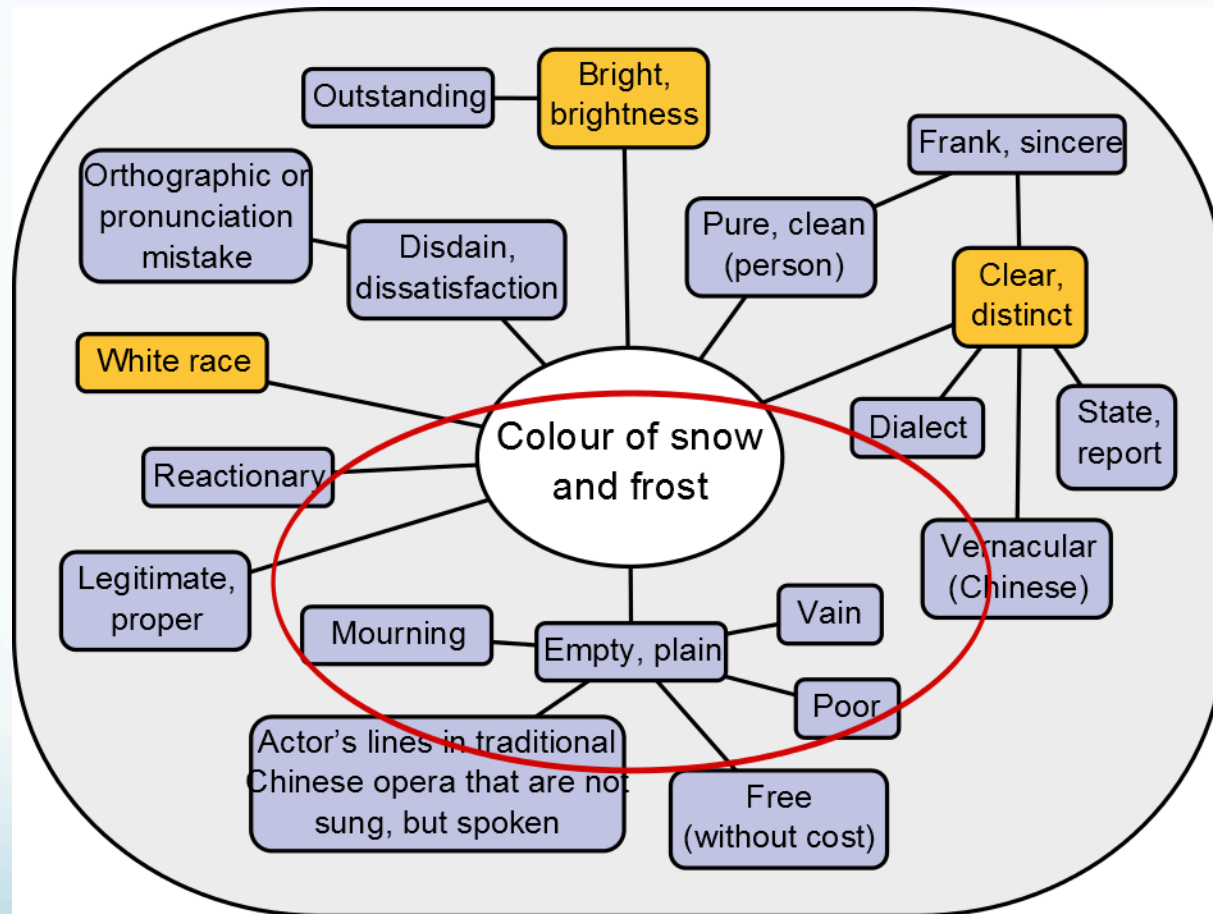 Outstanding
Bright,
brightness
Frank, sincere
Orthographic or
pronunciation
mistake
Disdain,
dissatisfaction
Pure, clean
(person)
Clear,
distinct
White race
Colour of snow
and frost
Dialect
State,
report
Reactionary
Vernacular
(Chinese)
Legitimate,
proper
Mourning
Empty, plain
Vain
Poor
Actor's lines in traditional
Chinese opera that are not
sung, but spoken
Free
(without cost)